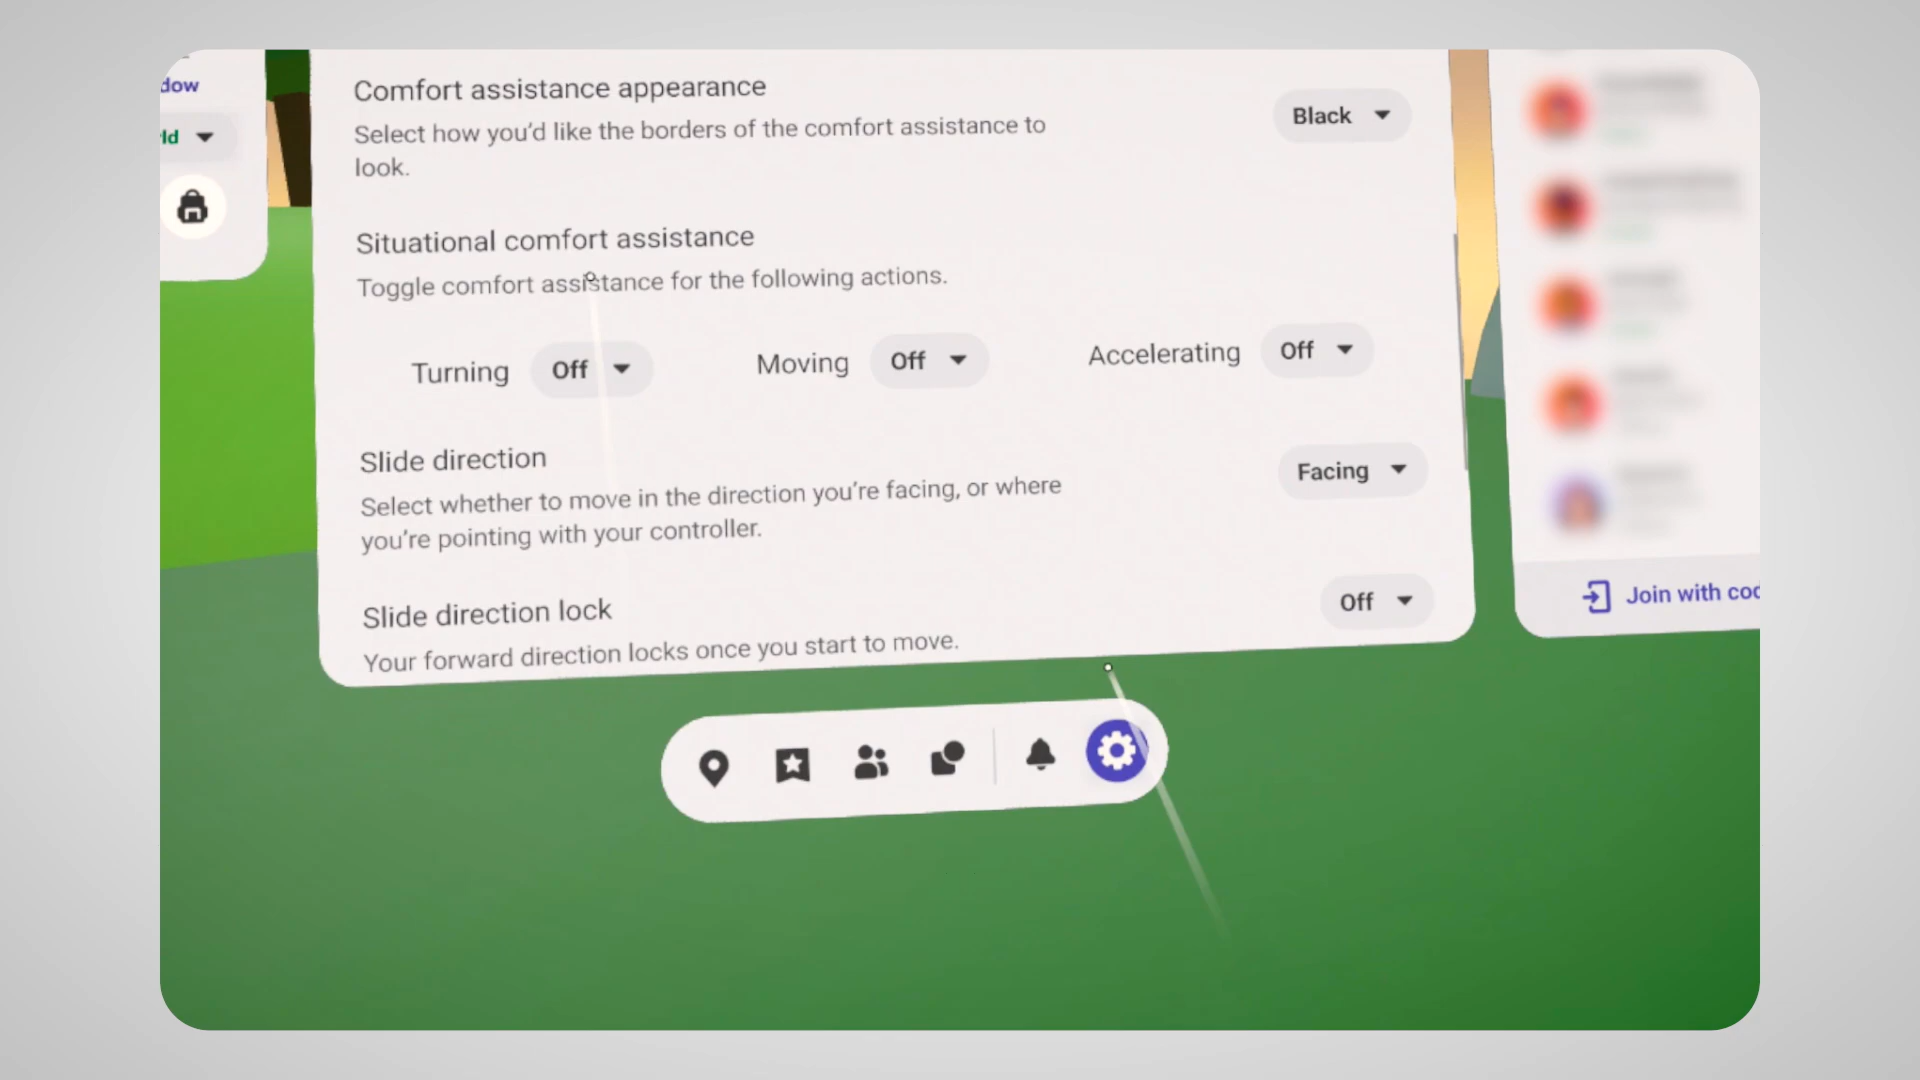 dow
ld
Comfort assistance appearance
Select how you'd like the borders of the comfort assistance to
look.
Black
Situational comfort assistance
Toggle comfort assistance for the following actions.
Turning Off
Moving Off
Accelerating Off
Slide direction
Select whether to move in the direction you're facing, or where
you're pointing with your controller.
Facing
Slide direction lock
Your forward direction locks once you start to move.
Off
Join with cod